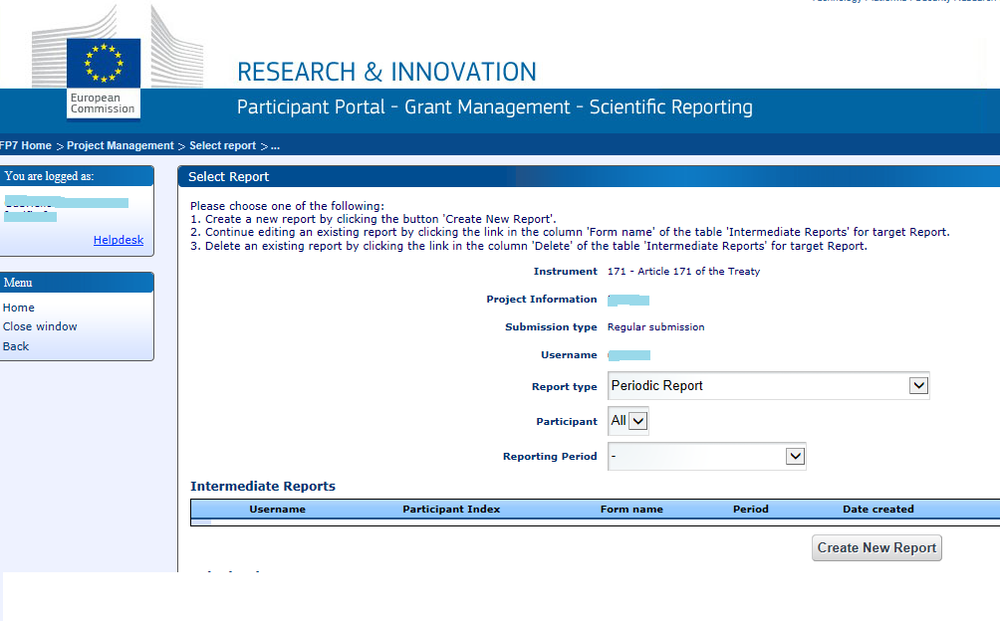 Technology Platforms | Security Research
European
Commission
RESEARCH & INNOVATION
Participant Portal - Grant Management - Scientific Reporting
FP7 Home > Project Management > Select report > ...
You are logged as:
Helpdesk
Menu
Home
Close window
Back
Select Report
Please choose one of the following:
1. Create a new report by clicking the button 'Create New Report'.
2. Continue editing an existing report by clicking the link in the column 'Form name' of the table 'Intermediate Reports' for target Report.
3. Delete an existing report by clicking the link in the column 'Delete' of the table 'Intermediate Reports' for target Report.
Instrument 171 - Article 171 of the Treaty
Project Information
Submission type Regular submission
Username
Report type Periodic Report
Participant All
Reporting Period -
Intermediate Reports
Username Participant Index Form name Period Date created
Create New Report